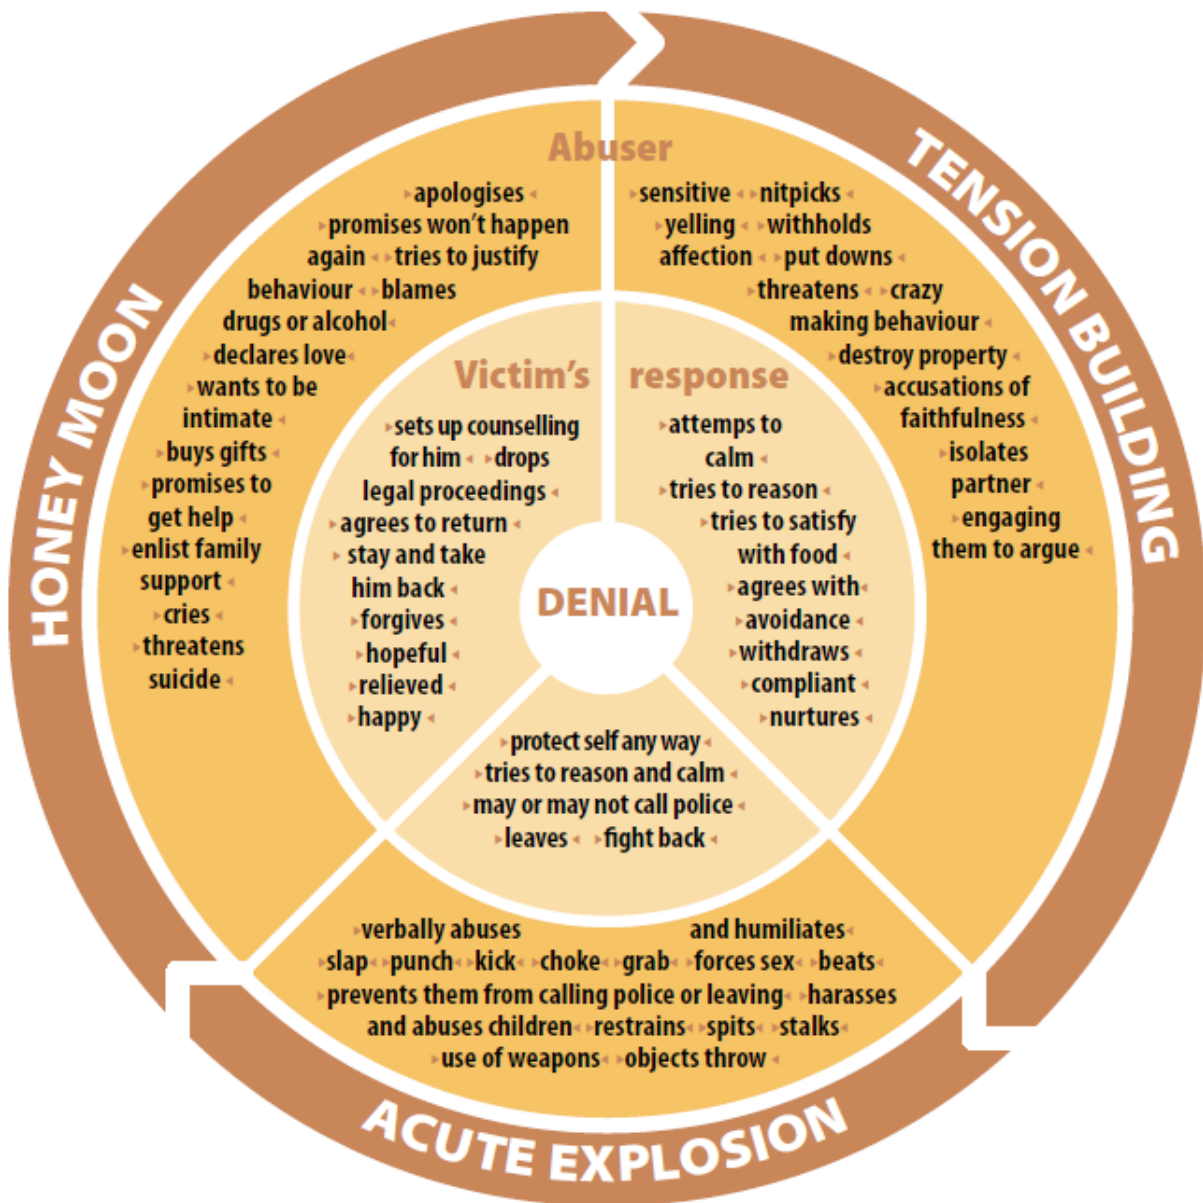 Abuser
▸apologises◂
▸promises won't happen
again◂ ▸tries to justify
behaviour◂ ▸blames
drugs or alcohol◂
▸declares love◂
▸wants to be
intimate◂
▸buys gifts◂
▸promises to
get help◂
▸enlist family
support◂
▸cries◂
▸threatens
suicide◂
▸sensitive◂ ▸nitpicks◂
▸yelling◂ ▸withholds
affection◂ ▸put downs◂
▸threatens◂ ▸crazy
making behaviour◂
▸destroy property◂
▸accusations of
faithfulness◂
▸isolates
partner◂
▸engaging
them to argue◂
Victim's response
▸sets up counselling
for him◂ ▸drops
legal proceedings◂
▸agrees to return◂
▸stay and take
him back◂
▸forgives◂
▸hopeful◂
▸relieved◂
▸happy◂
▸attemps to
calm◂
▸tries to reason◂
▸tries to satisfy
with food◂
▸agrees with◂
▸avoidance◂
▸withdraws◂
▸compliant◂
▸nurtures◂
DENIAL
▸protect self any way◂
▸tries to reason and calm◂
▸may or may not call police◂
▸leaves◂ ▸fight back◂
▸verbally abuses and humiliates◂
▸slap◂ ▸punch◂ ▸kick◂ ▸choke◂ ▸grab◂ ▸forces sex◂ ▸beats◂
▸prevents them from calling police or leaving◂ ▸harasses
and abuses children◂ ▸restrains◂ ▸spits◂ ▸stalks◂
▸use of weapons◂ ▸objects throw◂
HONEY MOON
TENSION BUILDING
ACUTE EXPLOSION